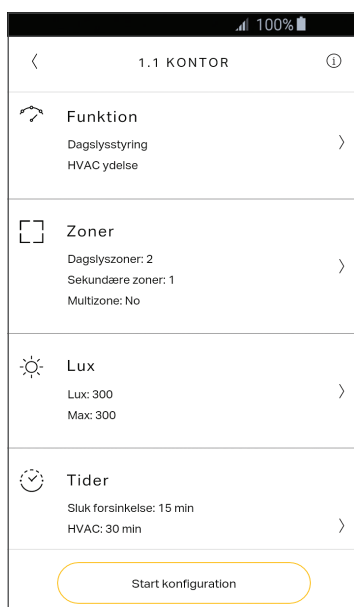 100%
1.1 KONTOR
Funktion
Dagslysstyring
HVAC ydelse
Zoner
Dagslyszoner: 2
Sekundære zoner: 1
Multizone: No
Lux
Lux: 300
Max: 300
Tider
Sluk forsinkelse: 15 min
HVAC: 30 min
Start konfiguration